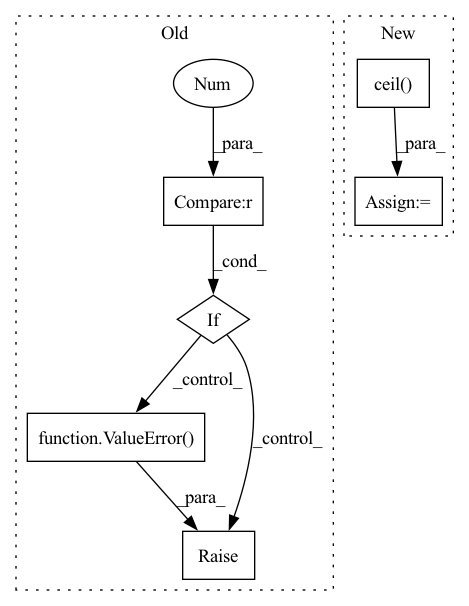 Old
New
Num
ceil()
_para_
_para_
Compare:r
Assign:=
_cond_
If
_control_
_control_
function.ValueError()
_para_
Raise